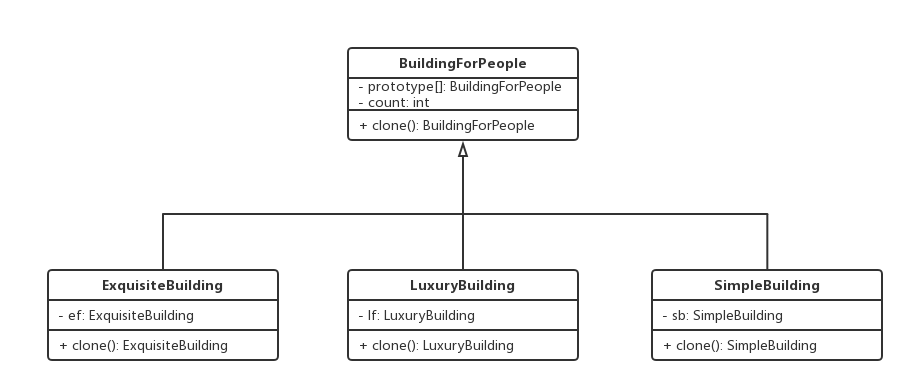 BuildingForPeople
- prototype[]: BuildingForPeople
- count: int
+ clone(): BuildingForPeople
ExquisiteBuilding
- ef: ExquisiteBuilding
+ clone(): ExquisiteBuilding
LuxuryBuilding
- lf: LuxuryBuilding
+ clone(): LuxuryBuilding
SimpleBuilding
- sb: SimpleBuilding
+ clone(): SimpleBuilding